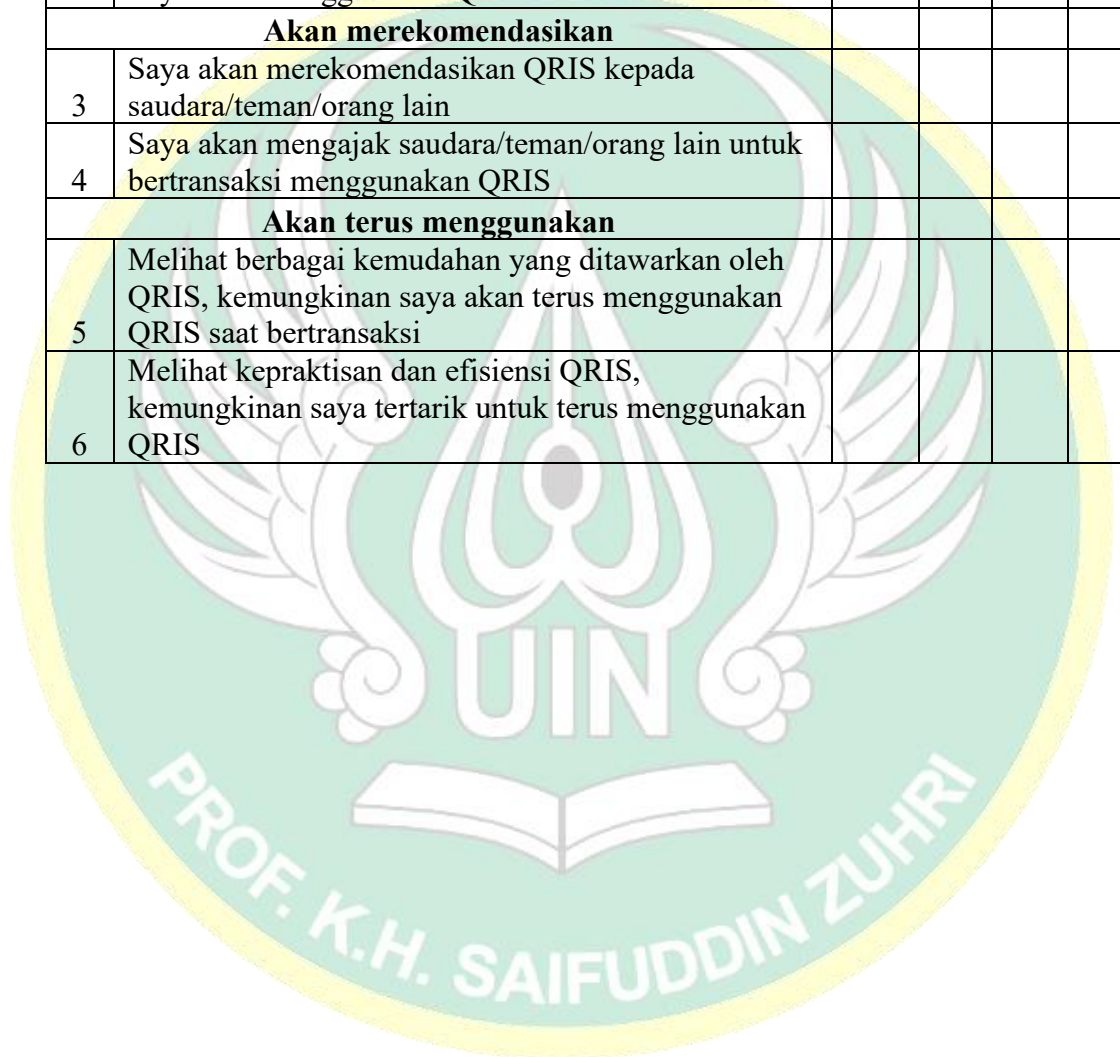 Akan merekomendasikan
Saya akan merekomendasikan QRIS kepada
3 saudara/teman/orang lain
Saya akan mengajak saudara/teman/orang lain untuk
4 bertransaksi menggunakan QRIS
Akan terus menggunakan
Melihat berbagai kemudahan yang ditawarkan oleh
QRIS, kemungkinan saya akan terus menggunakan
5 QRIS saat bertransaksi
Melihat kepraktisan dan efisiensi QRIS,
kemungkinan saya tertarik untuk terus menggunakan
6 QRIS
UIN
PROF. K.H. SAIFUDDIN ZUHRI